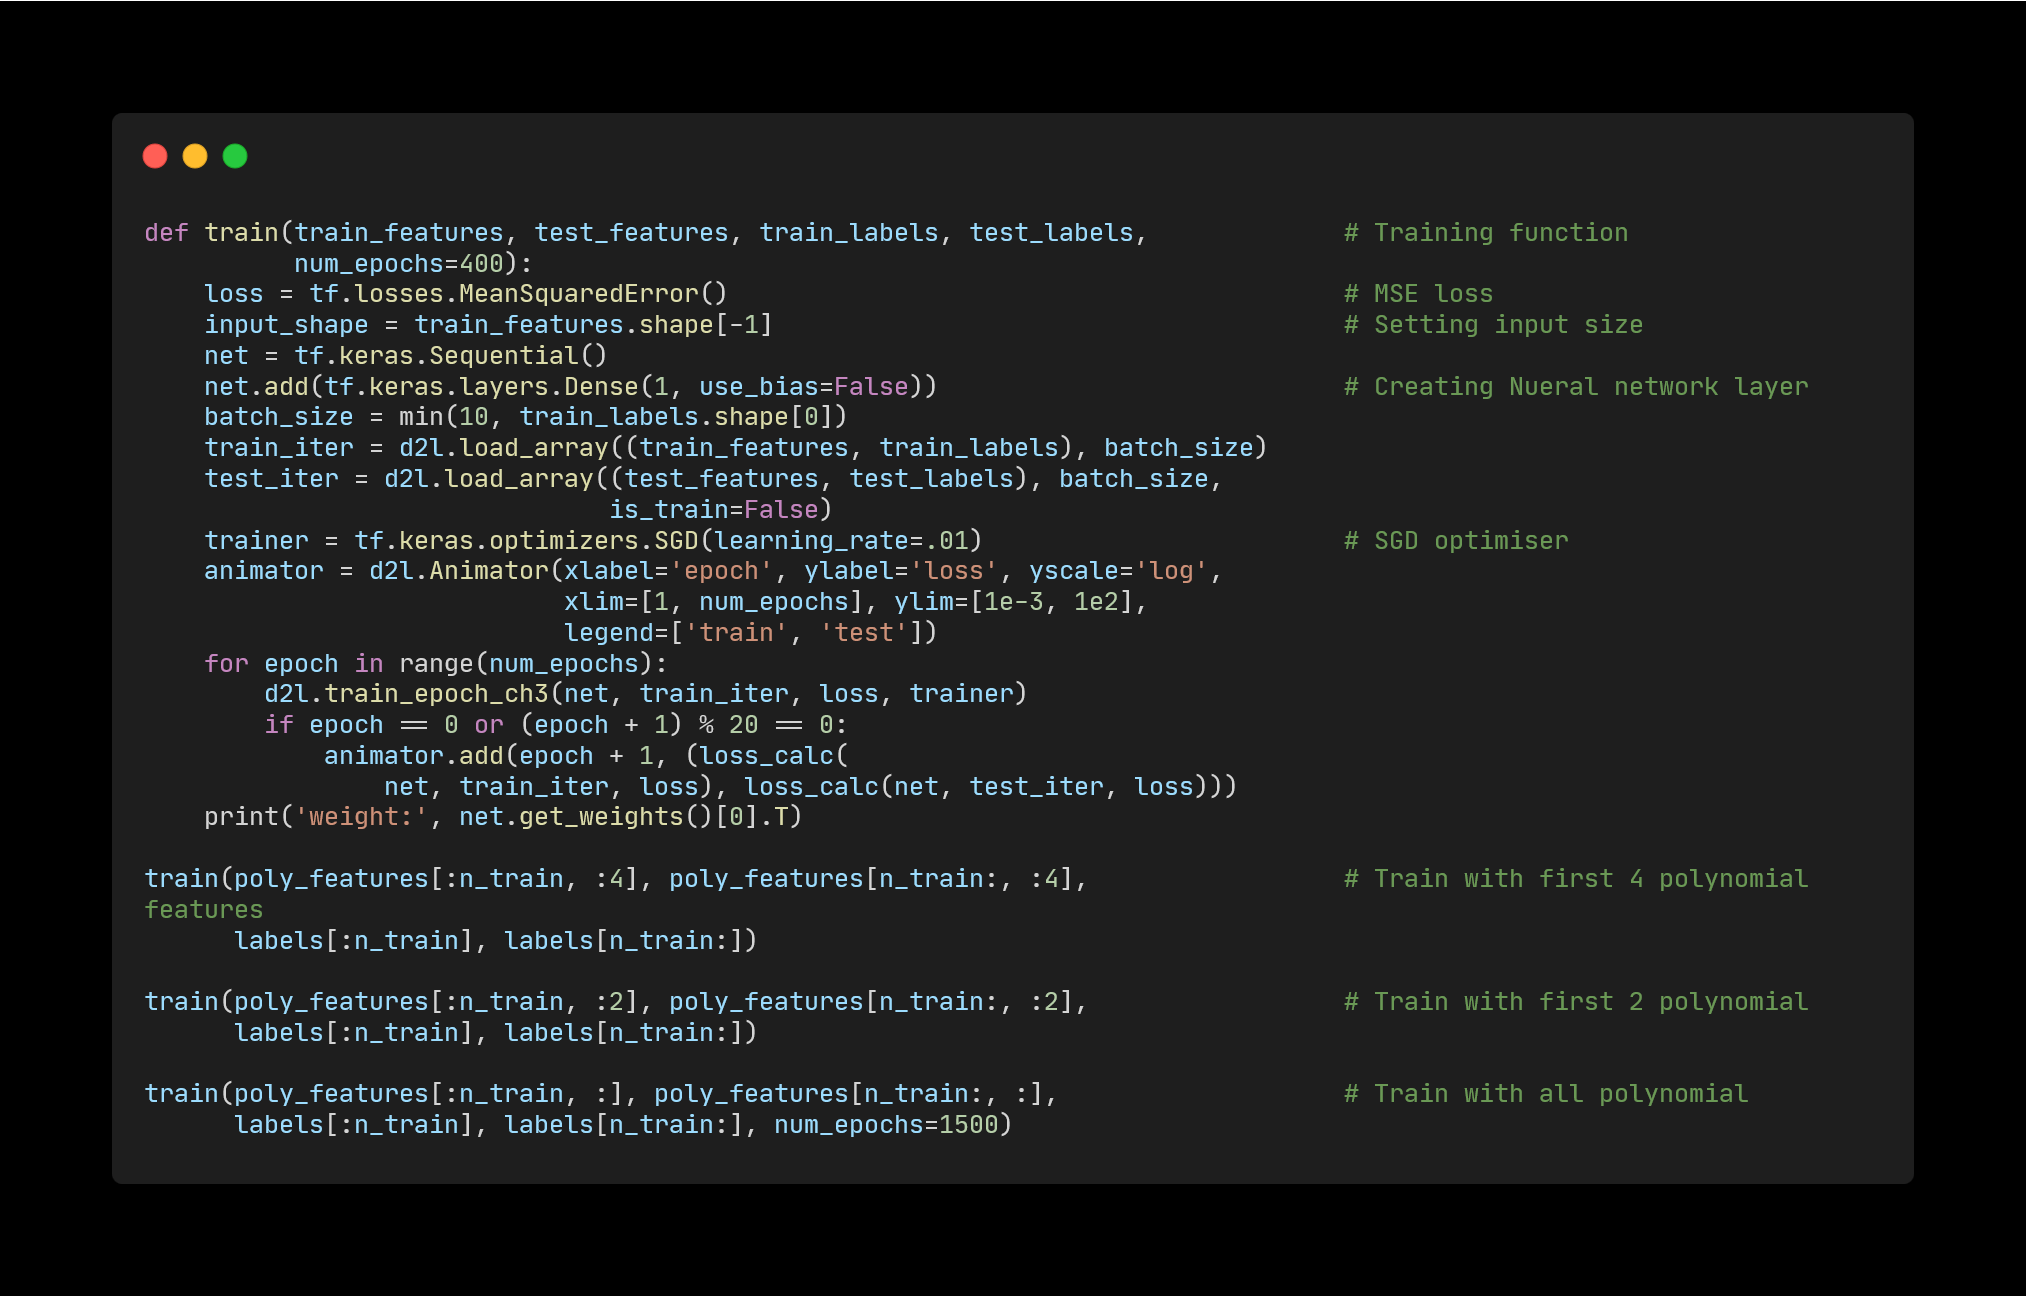 def train(train_features, test_features, train_labels, test_labels,             # Training function
          num_epochs=400):
    loss = tf.losses.MeanSquaredError()                                         # MSE loss
    input_shape = train_features.shape[-1]                                      # Setting input size
    net = tf.keras.Sequential()
    net.add(tf.keras.layers.Dense(1, use_bias=False))                           # Creating Nueral network layer
    batch_size = min(10, train_labels.shape[0])
    train_iter = d2l.load_array((train_features, train_labels), batch_size)
    test_iter = d2l.load_array((test_features, test_labels), batch_size,
                               is_train=False)
    trainer = tf.keras.optimizers.SGD(learning_rate=.01)                        # SGD optimiser
    animator = d2l.Animator(xlabel='epoch', ylabel='loss', yscale='log',
                            xlim=[1, num_epochs], ylim=[1e-3, 1e2],
                            legend=['train', 'test'])
    for epoch in range(num_epochs):
        d2l.train_epoch_ch3(net, train_iter, loss, trainer)
        if epoch == 0 or (epoch + 1) % 20 == 0:
            animator.add(epoch + 1, (loss_calc(
                net, train_iter, loss), loss_calc(net, test_iter, loss)))
    print('weight:', net.get_weights()[0].T)

train(poly_features[:n_train, :4], poly_features[n_train:, :4],                 # Train with first 4 polynomial
features
      labels[:n_train], labels[n_train:])

train(poly_features[:n_train, :2], poly_features[n_train:, :2],                 # Train with first 2 polynomial
      labels[:n_train], labels[n_train:])

train(poly_features[:n_train, :], poly_features[n_train:, :],                   # Train with all polynomial
      labels[:n_train], labels[n_train:], num_epochs=1500)